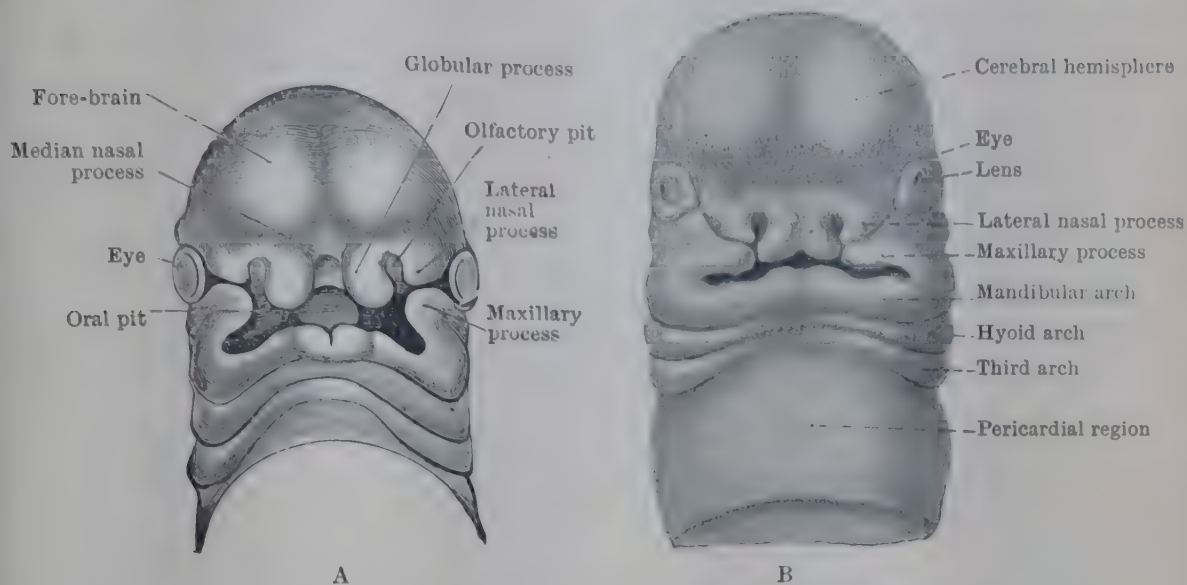 Globular process
Fore-brain
Olfactory pit
Median nasal
process
Lateral
nasal
process
Eye
Oral pit
Maxillary
process
A
Cerebral hemisphere
Eye
Lens
Lateral nasal process
Maxillary process
Mandibular arch
Hyoid arch
Third arch
Pericardial region
B